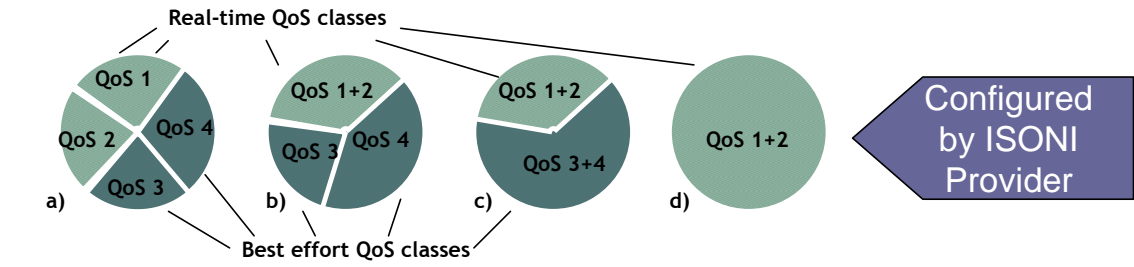 Real-time QoS classes
QoS 1
QoS 2
QoS 4
QoS 3
a)
QoS 1+2
QoS 3
QoS 4
b)
QoS 1+2
QoS 3+4
c)
QoS 1+2
d)
Best effort QoS classes
Configured
by ISONI
Provider